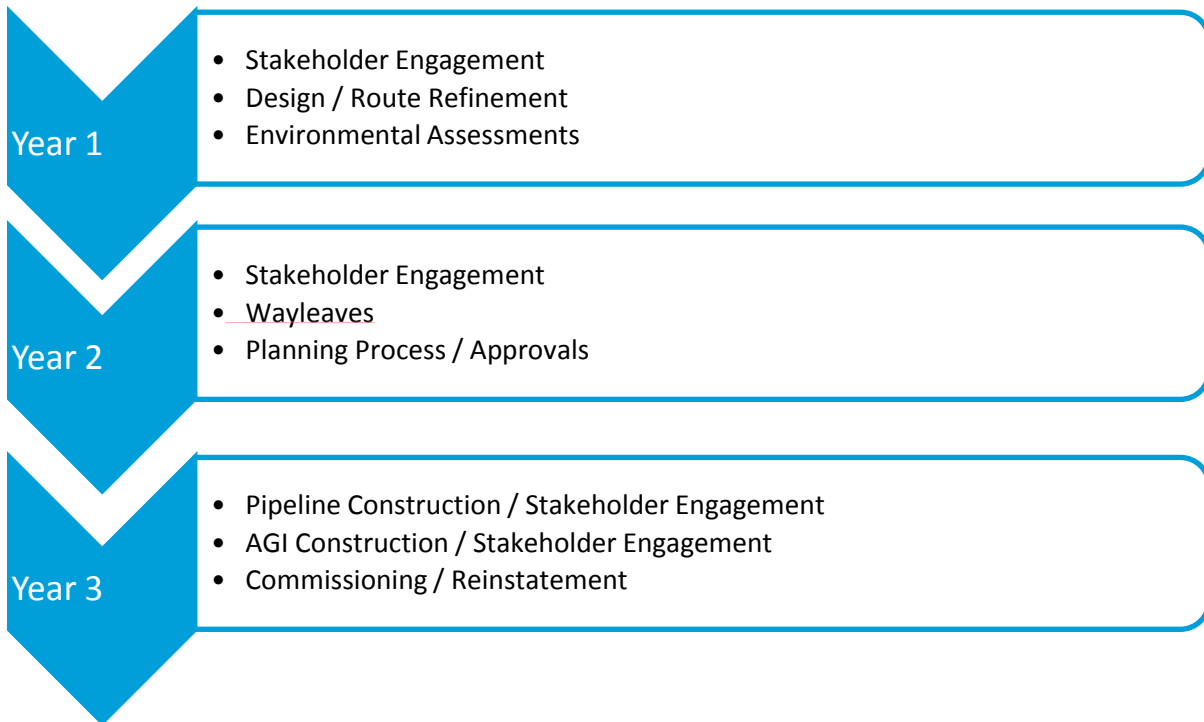 Year 1
• Stakeholder Engagement
• Design / Route Refinement
• Environmental Assessments
Year 2
• Stakeholder Engagement
• Wayleaves
• Planning Process / Approvals
Year 3
• Pipeline Construction / Stakeholder Engagement
• AGI Construction / Stakeholder Engagement
• Commissioning / Reinstatement